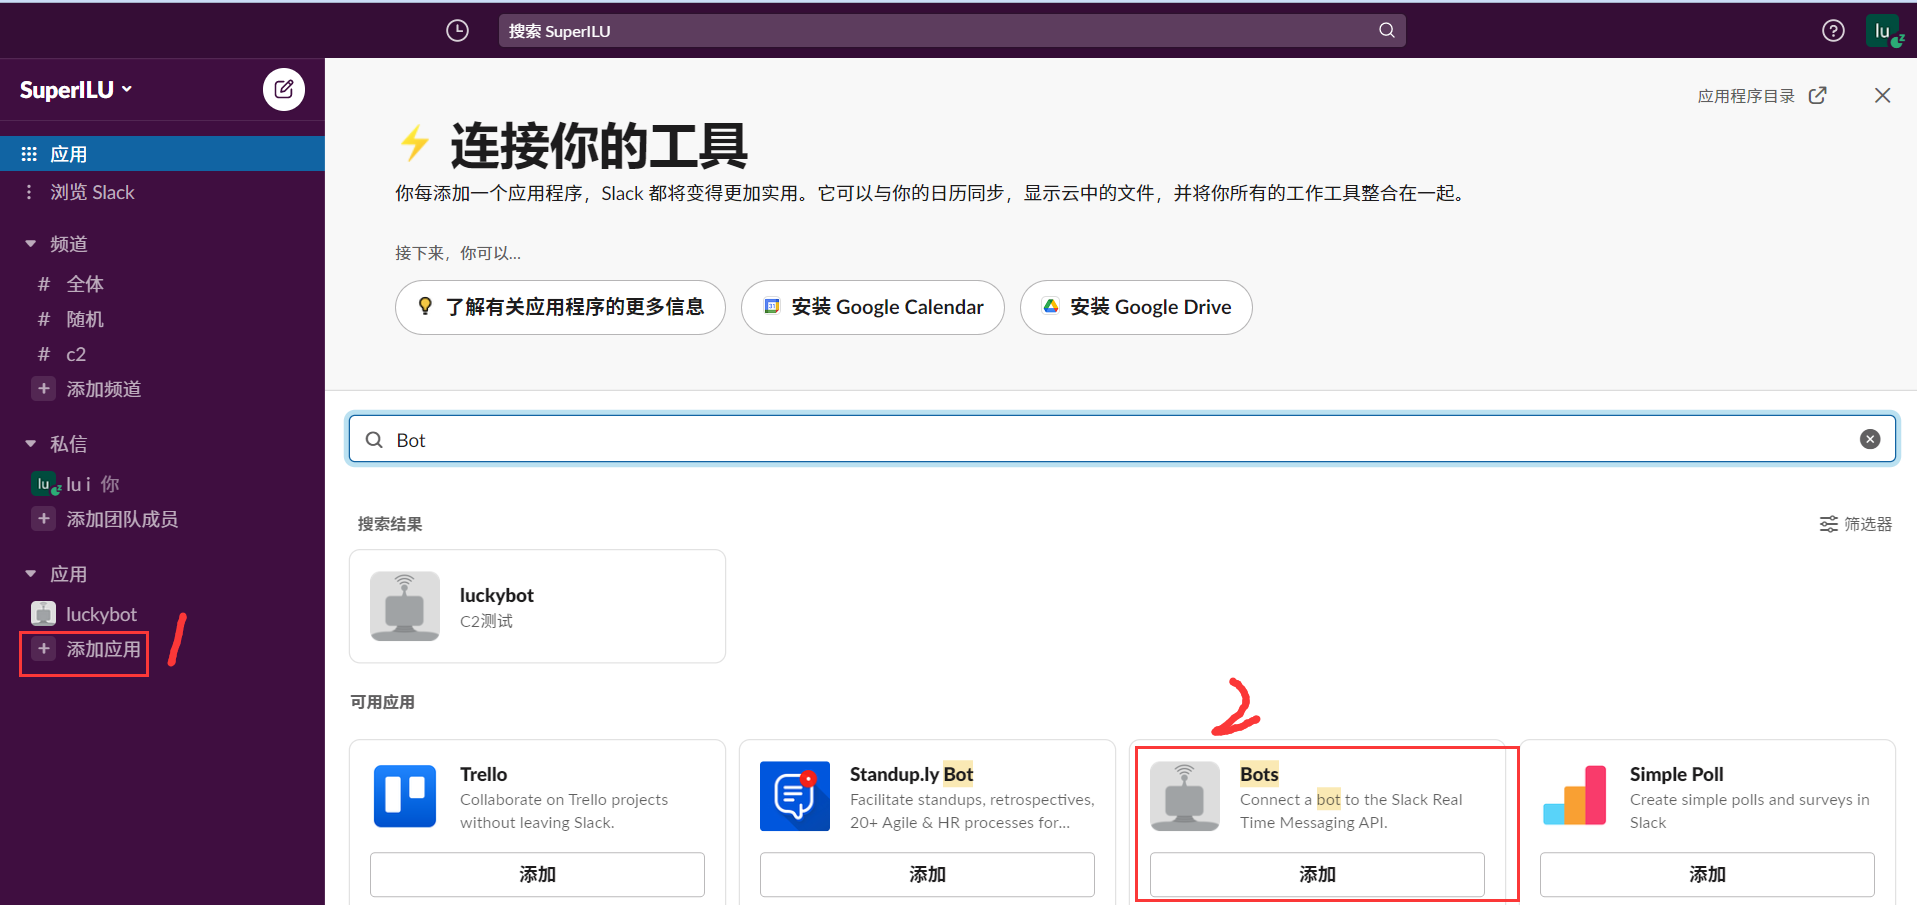 搜索 SuperILU
lu
SuperILU
应用
浏览 Slack
频道
# 全体
# 随机
# c2
+ 添加频道
私信
lu
lu i 你
+ 添加团队成员
应用
luckybot
+ 添加应用
1
应用程序目录
连接你的工具
你每添加一个应用程序，Slack 都将变得更加实用。它可以与你的日历同步，显示云中的文件，并将你所有的工作工具整合在一起。
接下来，你可以...
了解有关应用程序的更多信息
安装 Google Calendar
安装 Google Drive
Bot
搜索结果
筛选器
luckybot
C2测试
可用应用
2
Trello
Collaborate on Trello projects
without leaving Slack.
添加
Standup.ly Bot
Facilitate standups, retrospectives,
20+ Agile & HR processes for...
添加
Bots
Connect a bot to the Slack Real
Time Messaging API.
添加
Simple Poll
Create simple polls and surveys in
Slack
添加